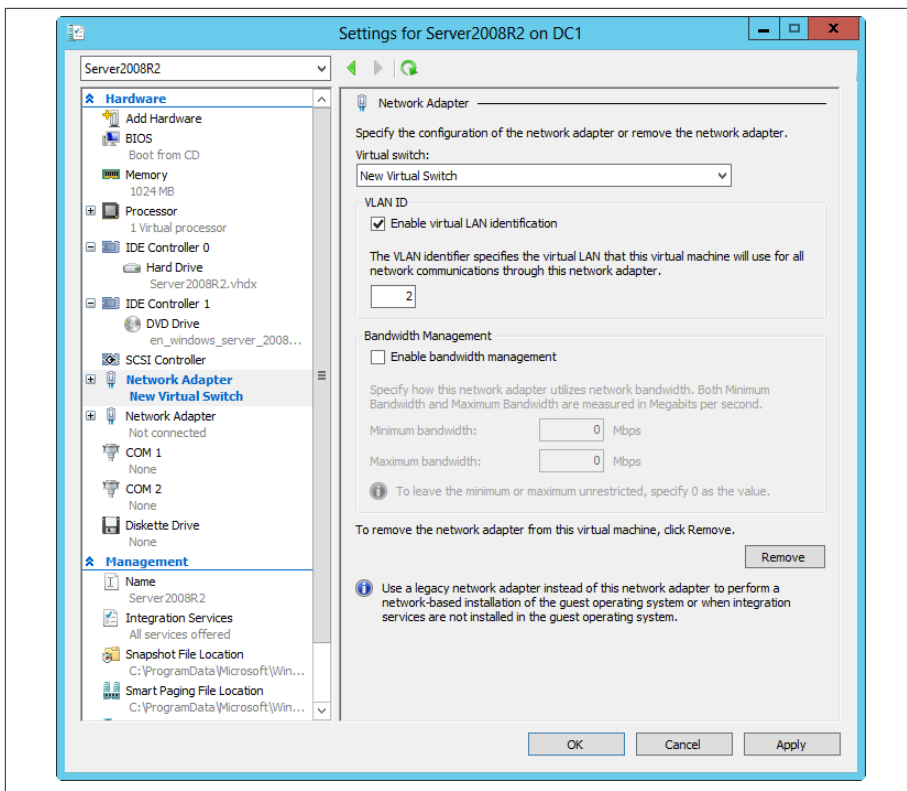 Settings for Server2008R2 on DC1
Server2008R2
Hardware
Add Hardware
BIOS
Boot from CD
Memory
1024 MB
Processor
1 Virtual processor
IDE Controller 0
Hard Drive
Server2008R2.vhdx
IDE Controller 1
DVD Drive
en_windows_server_2008...
SCSI Controller
Network Adapter
New Virtual Switch
Network Adapter
Not connected
COM 1
None
COM 2
None
Diskette Drive
None
Management
Name
Server2008R2
Integration Services
All services offered
Snapshot File Location
C:\ProgramData\Microsoft\Win...
Smart Paging File Location
C:\ProgramData\Microsoft\Win...
Network Adapter
Specify the configuration of the network adapter or remove the network adapter.
Virtual switch:
New Virtual Switch
VLAN ID
Enable virtual LAN identification
The VLAN identifier specifies the virtual LAN that this virtual machine will use for all
network communications through this network adapter.
2
Bandwidth Management
Enable bandwidth management
Specify how this network adapter utilizes network bandwidth. Both Minimum
Bandwidth and Maximum Bandwidth are measured in Megabits per second.
Minimum bandwidth: 0 Mbps
Maximum bandwidth: 0 Mbps
To leave the minimum or maximum unrestricted, specify 0 as the value.
To remove the network adapter from this virtual machine, click Remove.
Remove
Use a legacy network adapter instead of this network adapter to perform a
network-based installation of the guest operating system or when integration
services are not installed in the guest operating system.
OK Cancel Apply